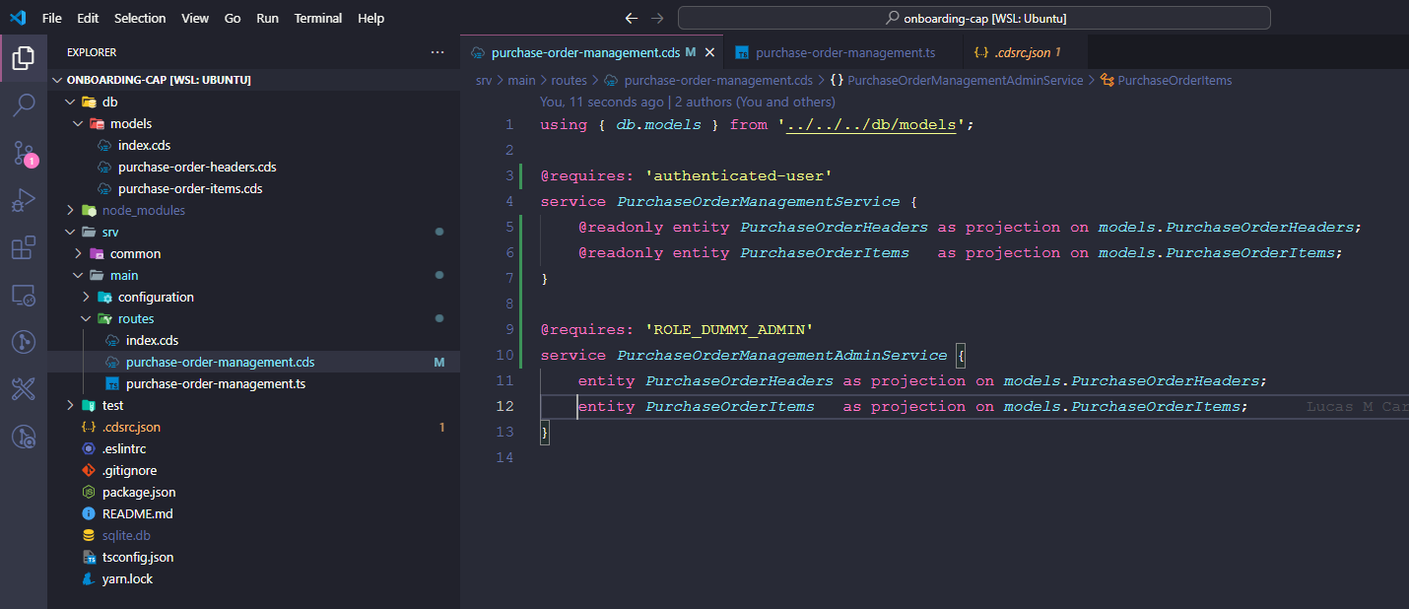 File Edit Selection View Go Run Terminal Help
onboarding-cap [WSL: Ubuntu]
EXPLORER
ONBOARDING-CAP [WSL: UBUNTU]
db
models
index.cds
purchase-order-headers.cds
purchase-order-items.cds
node_modules
srv
common
main
configuration
routes
index.cds
purchase-order-management.cds M
purchase-order-management.ts
test
.cdsrc.json 1
.eslintrc
.gitignore
package.json
README.md
sqlite.db
tsconfig.json
yarn.lock
1
purchase-order-management.cds M
purchase-order-management.ts
.cdsrc.json 1
srv > main > routes > purchase-order-management.cds > {} PurchaseOrderManagementAdminService > PurchaseOrderItems
You, 11 seconds ago | 2 authors (You and others)
1 using { db.models } from '../../../db/models';
2
3 @requires: 'authenticated-user'
4 service PurchaseOrderManagementService {
5 @readonly entity PurchaseOrderHeaders as projection on models.PurchaseOrderHeaders;
6 @readonly entity PurchaseOrderItems as projection on models.PurchaseOrderItems;
7 }
8
9 @requires: 'ROLE_DUMMY_ADMIN'
10 service PurchaseOrderManagementAdminService {
11 entity PurchaseOrderHeaders as projection on models.PurchaseOrderHeaders;
12 entity PurchaseOrderItems as projection on models.PurchaseOrderItems; Lucas M Car
13 }
14